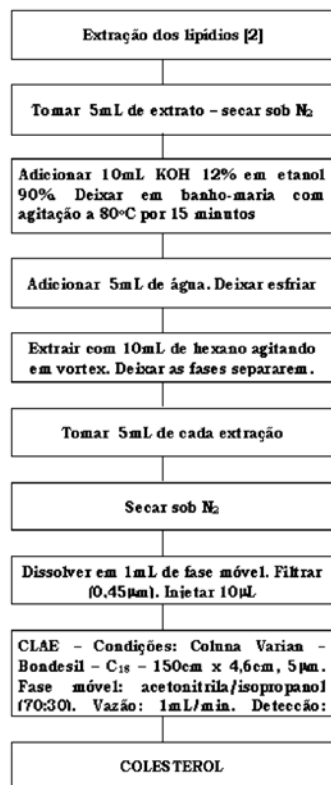 Extração dos lipídios [2]
Tomar 5mL de extrato – secar sob N₂
Adicionar 10mL KOH 12% em etanol
90%. Deixar em banho-maria com
agitação a 80ºC por 15 minutos
Adicionar 5mL de água. Deixar esfriar
Extrair com 10mL de hexano agitando
em vortex. Deixar as fases separarem.
Tomar 5mL de cada extração
Secar sob N₂
Dissolver em 1mL de fase móvel. Filtrar
(0,45µm). Injetar 10µL
CLAE – Condições: Coluna Varian –
Bondesil – C₁₈ – 150cm x 4,6cm, 5µm.
Fase móvel: acetonitrila/isopropanol
(70:30). Vazão: 1mL/min. Detecção:
COLESTEROL